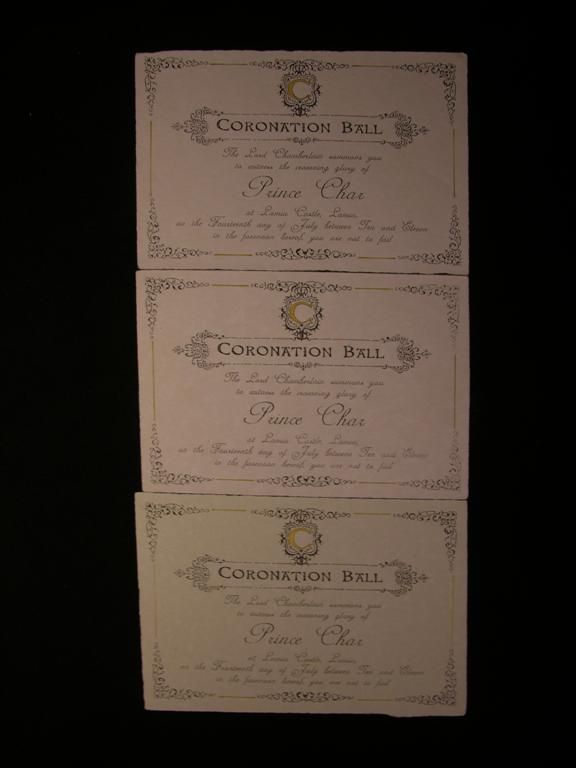 C
CORONATION BALL
The Lord Chamberlain summons you
to witness the crowning glory of
Prince Char
at Lamia Castle, Lamia,
on the Fourteenth day of July between Ten and Eleven
in the forenoon hereof, you are not to fail
C
CORONATION BALL
The Lord Chamberlain summons you
to witness the crowning glory of
Prince Char
at Lamia Castle, Lamia,
on the Fourteenth day of July between Ten and Eleven
in the forenoon hereof, you are not to fail
C
CORONATION BALL
The Lord Chamberlain summons you
to witness the crowning glory of
Prince Char
at Lamia Castle, Lamia,
on the Fourteenth day of July between Ten and Eleven
in the forenoon hereof, you are not to fail